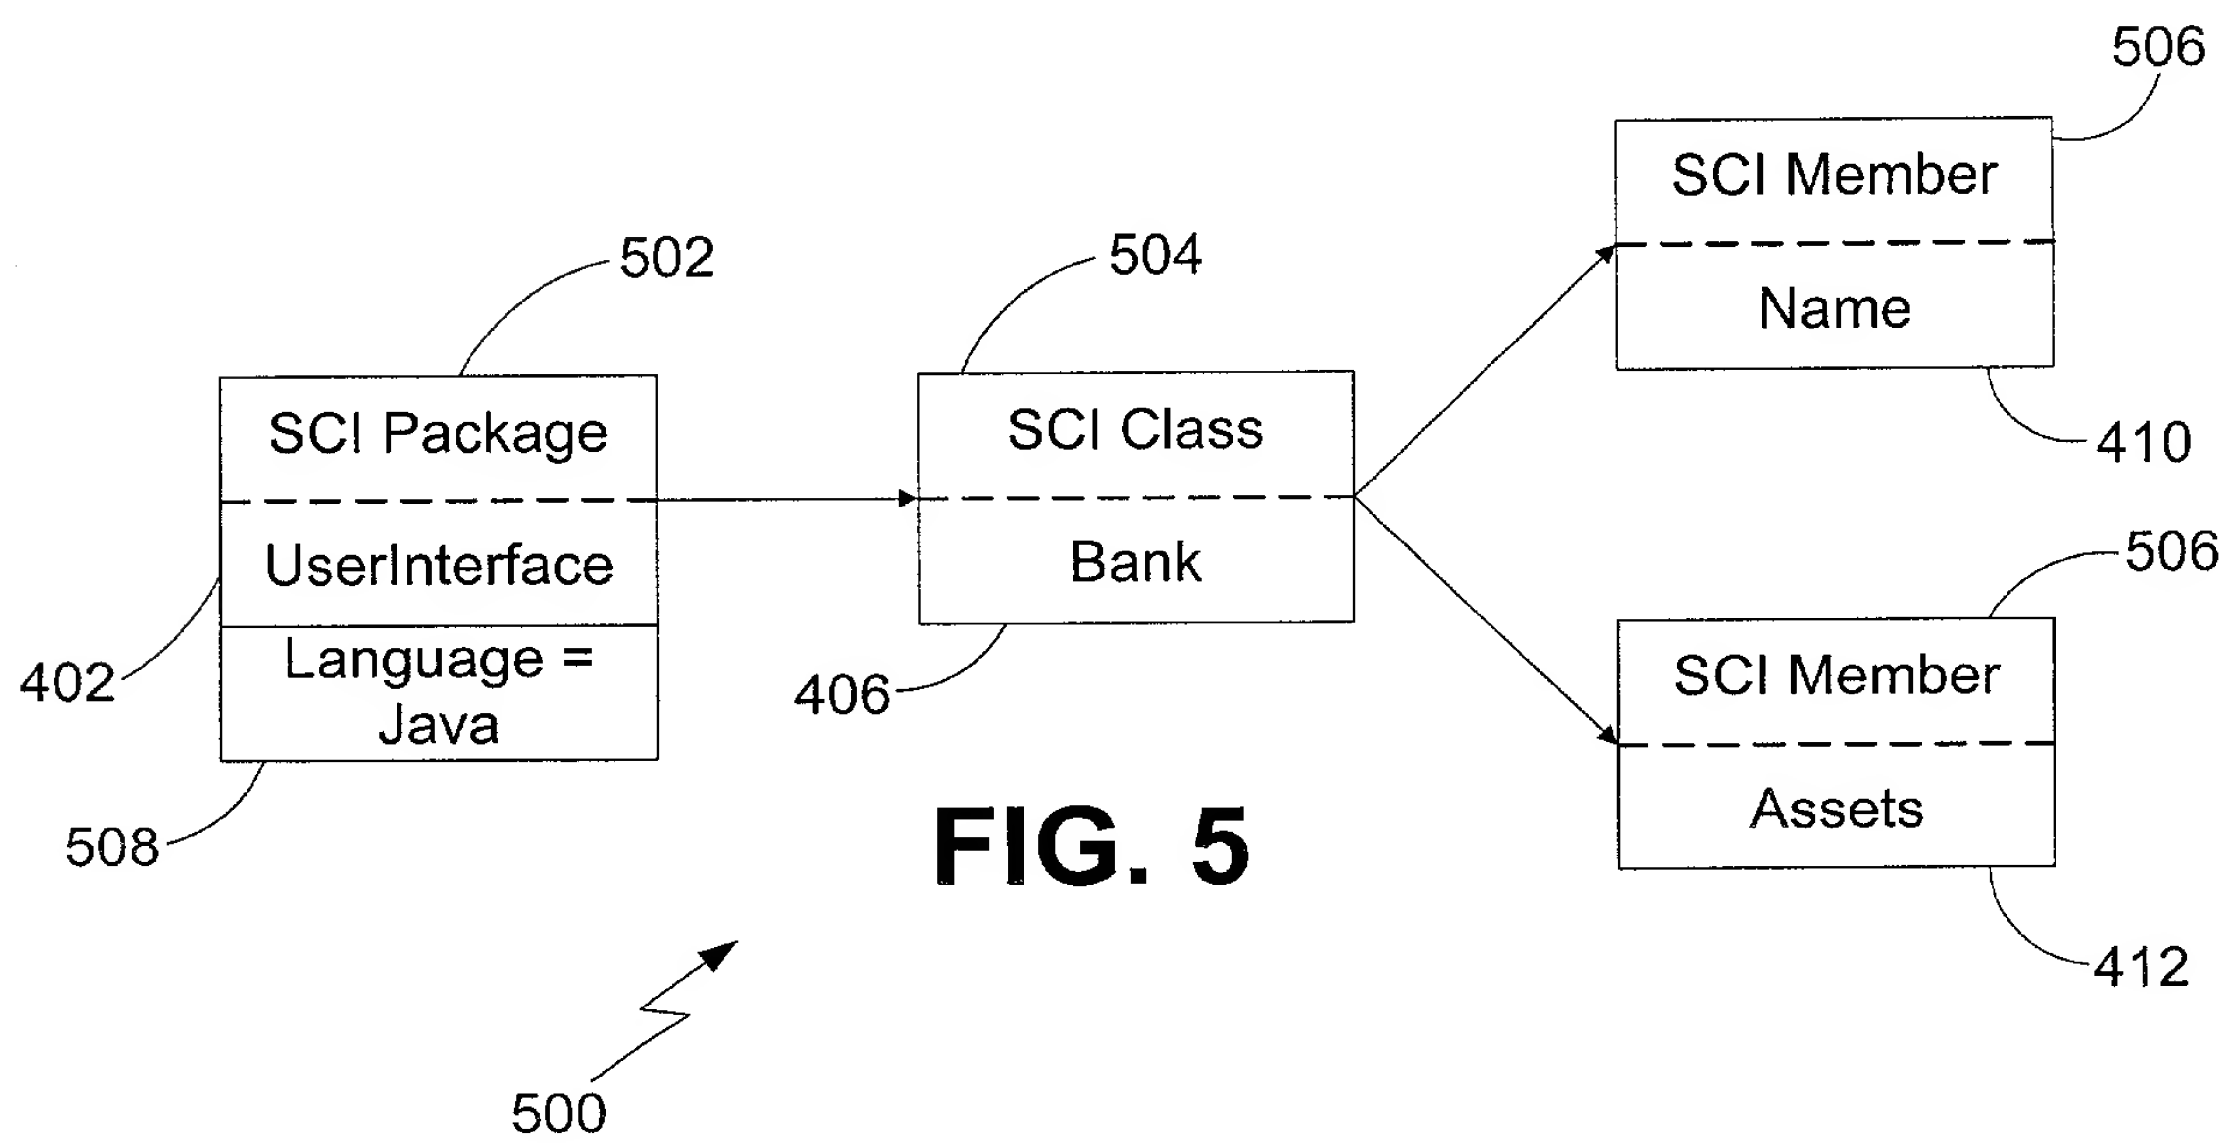 506
SCI Member
Name
410
502
504
SCI Package
UserInterface
Language =
Java
402
508
SCI Class
Bank
406
506
SCI Member
Assets
412
FIG. 5
500